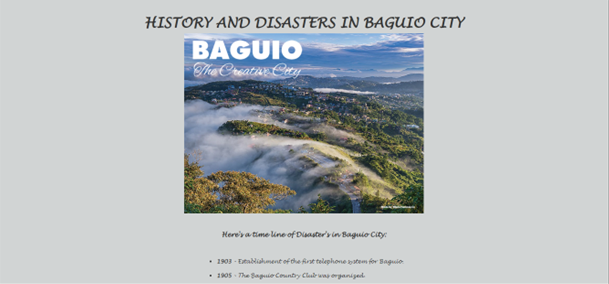 HISTORY AND DISASTERS IN BAGUIO CITY
BAGUIO
The Creative City
Here's a time line of Disaster's in Baguio City:
1903 - Establishment of the first telephone system for Baguio.
1905 - The Baguio Country Club was organized.